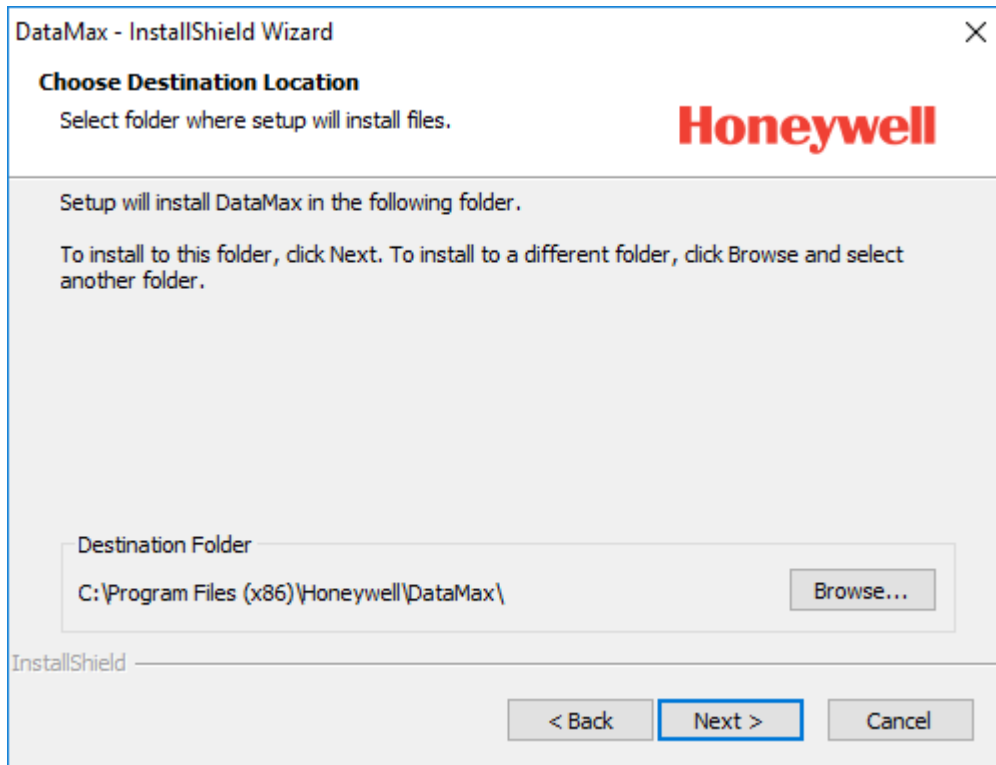 DataMax - InstallShield Wizard
Choose Destination Location
Select folder where setup will install files.
Honeywell
Setup will install DataMax in the following folder.
To install to this folder, click Next. To install to a different folder, click Browse and select
another folder.
Destination Folder
C:\Program Files (x86)\Honeywell\DataMax\
Browse...
InstallShield
< Back
Next >
Cancel